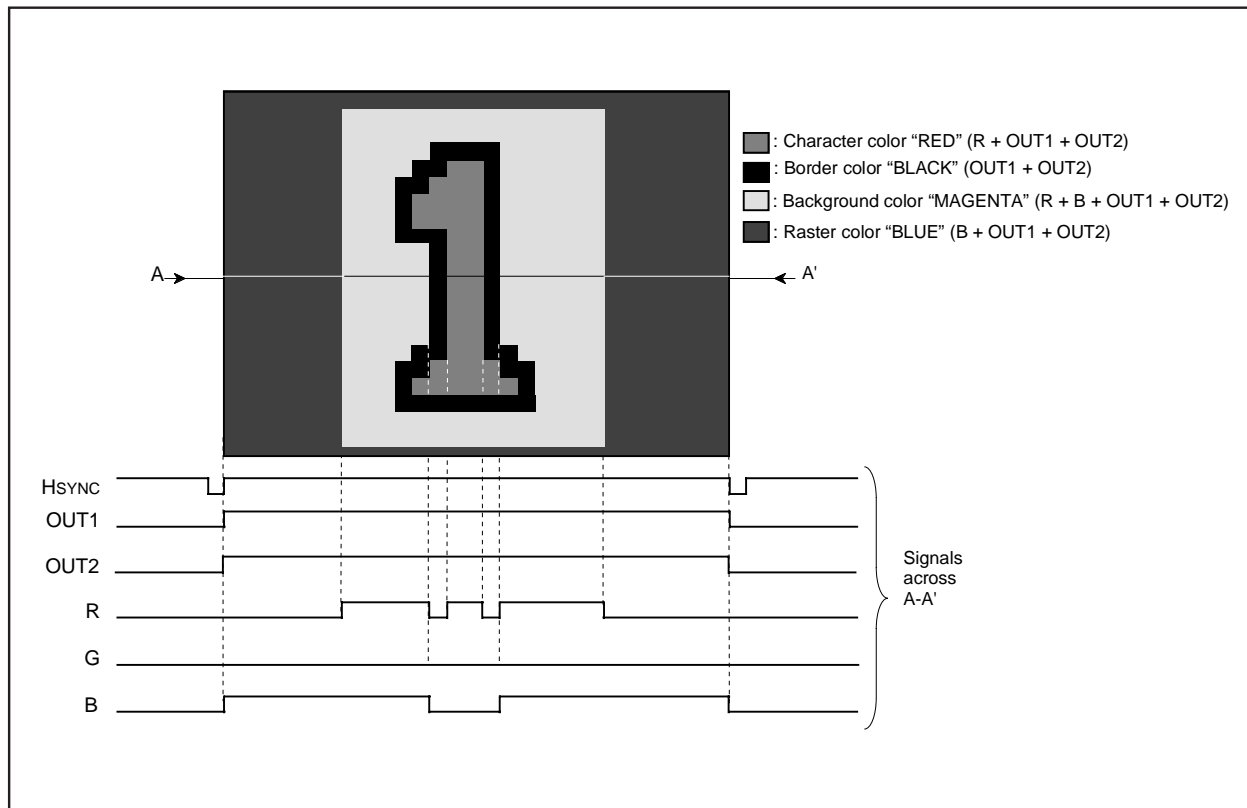 : Character color “RED” (R + OUT1 + OUT2)
: Border color “BLACK” (OUT1 + OUT2)
: Background color “MAGENTA” (R + B + OUT1 + OUT2)
: Raster color “BLUE” (B + OUT1 + OUT2)
A
A'
HSYNC
OUT1
OUT2
R
G
B
Signals
across
A-A'